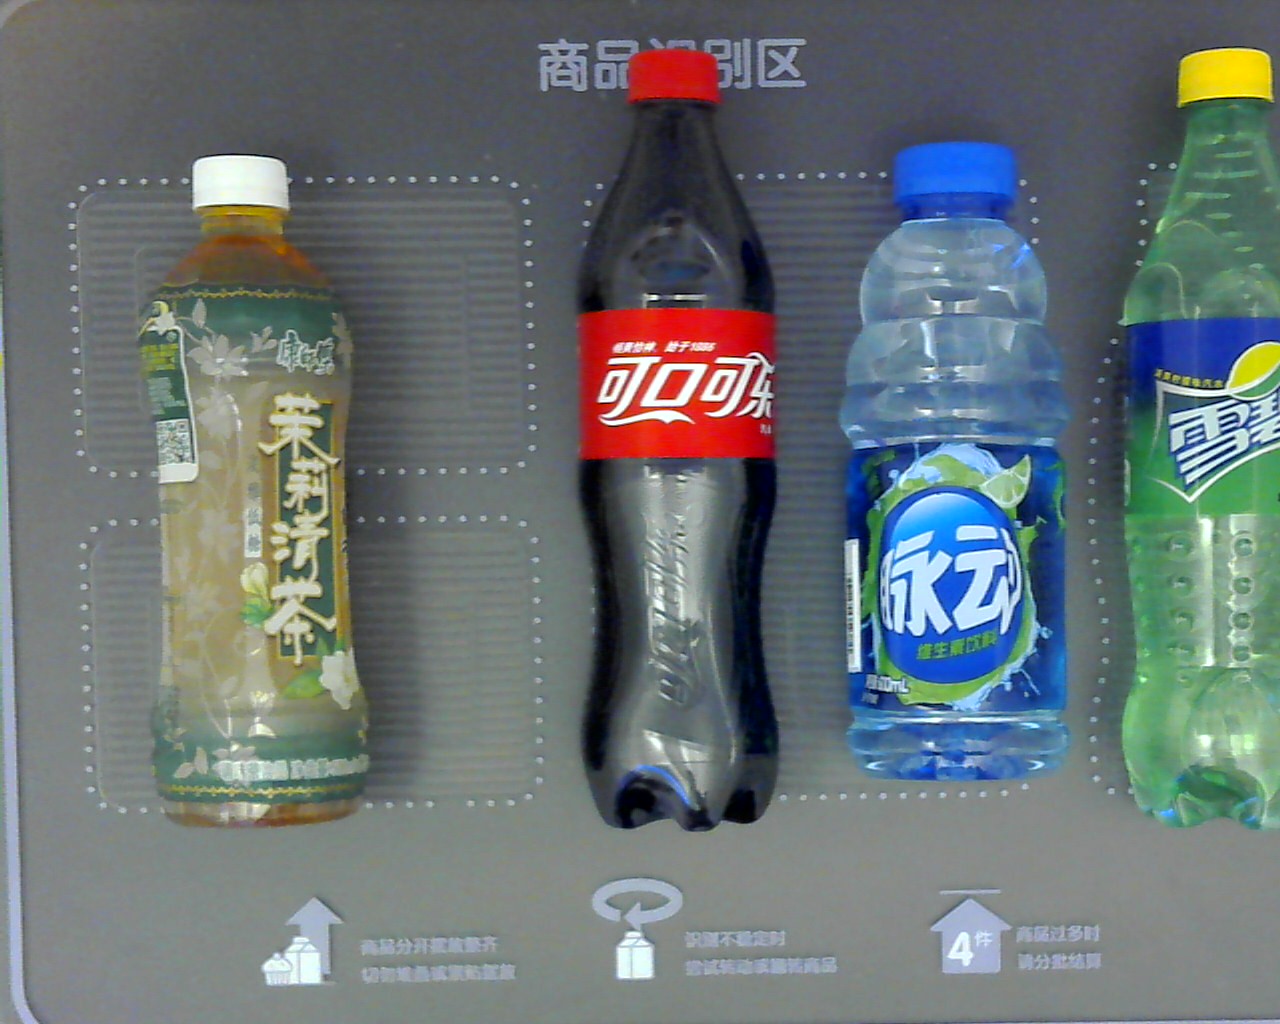 商品识别区
康师傅
茉莉清茶
低糖
可口可乐
脉动
维生素饮料
600mL
雪碧
商品分开摆放整齐
切勿堆叠或紧贴摆放
识别不稳定时
尝试转动或翻转商品
4件
商品过多时
请分批结算